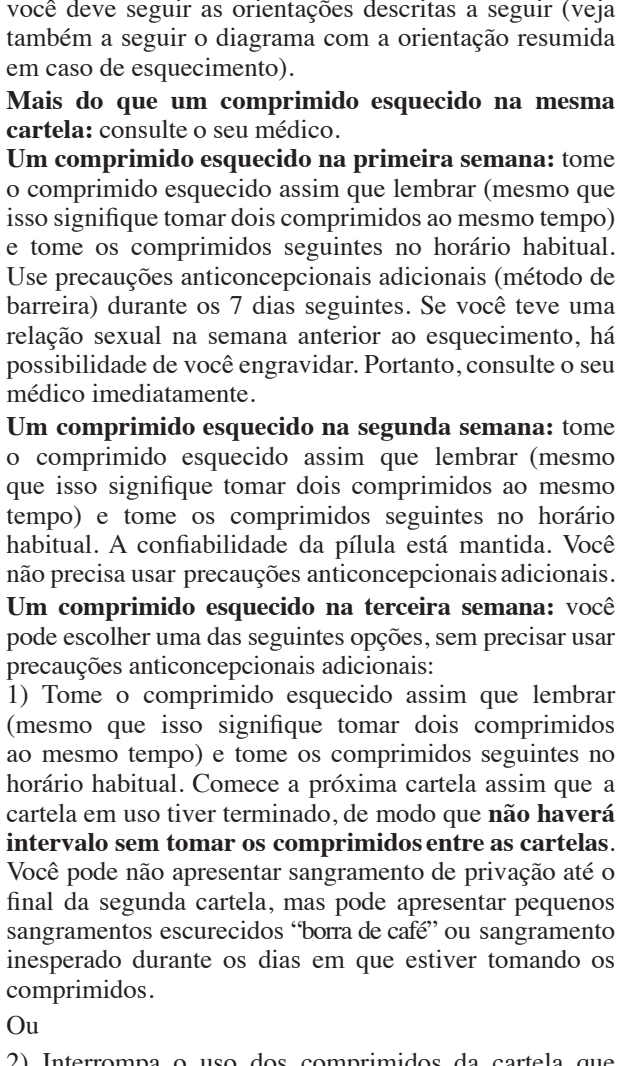 você deve seguir as orientações descritas a seguir (veja
também a seguir o diagrama com a orientação resumida
em caso de esquecimento).
Mais do que um comprimido esquecido na mesma
cartela: consulte o seu médico.
Um comprimido esquecido na primeira semana: tome
o comprimido esquecido assim que lembrar (mesmo que
isso signifique tomar dois comprimidos ao mesmo tempo)
e tome os comprimidos seguintes no horário habitual.
Use precauções anticoncepcionais adicionais (método de
barreira) durante os 7 dias seguintes. Se você teve uma
relação sexual na semana anterior ao esquecimento, há
possibilidade de você engravidar. Portanto, consulte o seu
médico imediatamente.
Um comprimido esquecido na segunda semana: tome
o comprimido esquecido assim que lembrar (mesmo
que isso signifique tomar dois comprimidos ao mesmo
tempo) e tome os comprimidos seguintes no horário
habitual. A confiabilidade da pílula está mantida. Você
não precisa usar precauções anticoncepcionais adicionais.
Um comprimido esquecido na terceira semana: você
pode escolher uma das seguintes opções, sem precisar usar
precauções anticoncepcionais adicionais:
1) Tome o comprimido esquecido assim que lembrar
(mesmo que isso signifique tomar dois comprimidos
ao mesmo tempo) e tome os comprimidos seguintes no
horário habitual. Comece a próxima cartela assim que a
cartela em uso tiver terminado, de modo que não haverá
intervalo sem tomar os comprimidos entre as cartelas.
Você pode não apresentar sangramento de privação até o
final da segunda cartela, mas pode apresentar pequenos
sangramentos escurecidos “borra de café” ou sangramento
inesperado durante os dias em que estiver tomando os
comprimidos.
Ou
2) Interrompa o uso dos comprimidos da cartela que